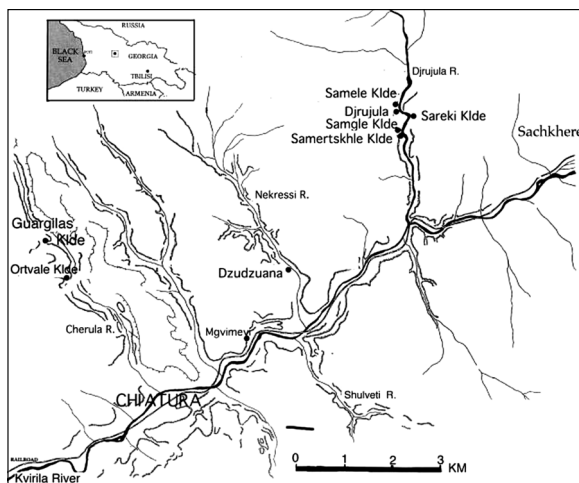 RUSSIA
BLACK
SEA
POTI
GEORGIA
TBILISI
TURKEY
ARMENIA
Djrujula R.
Samele Klde
Djrujula
Sareki Klde
Samgle Klde
Samertskhle Klde
Sachkhere
Nekressi R.
Guargilas
Klde
Ortvale Klde
Dzudzuana
Cherula R.
Mgvimevi
CHIATURA
Shulveti R.
RAILROAD
Kvirila River
0 1 2 3
KM